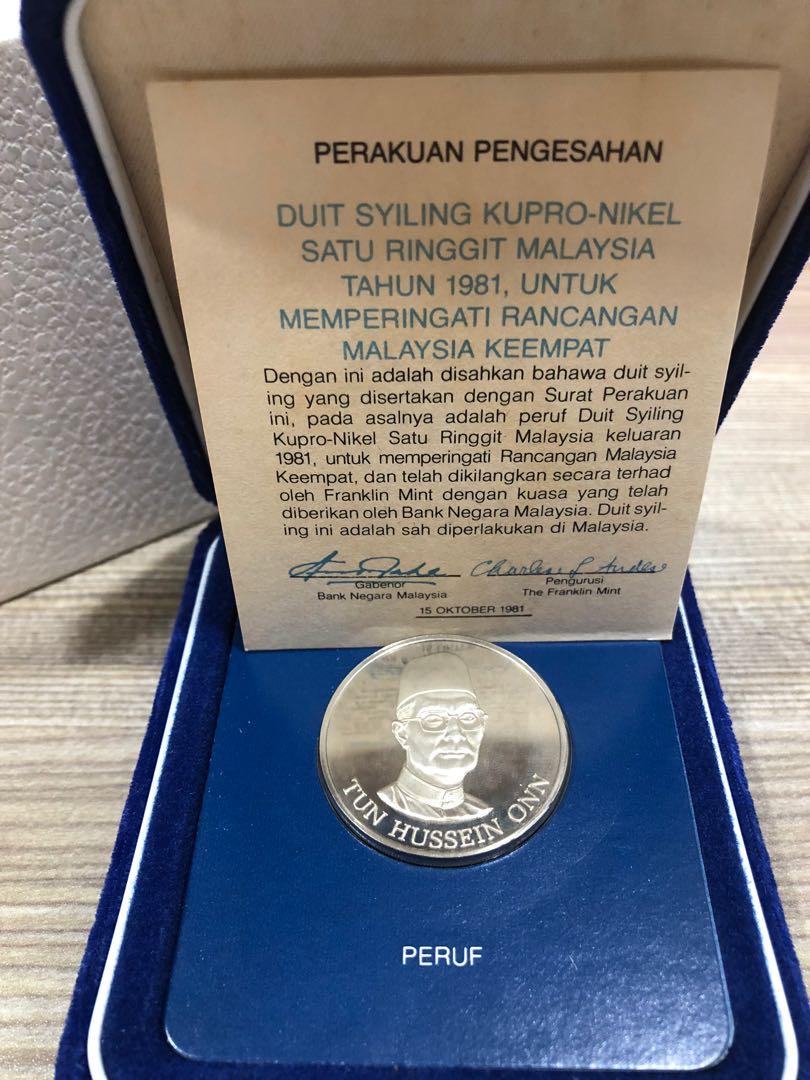 PERAKUAN PENGESAHAN
DUIT SYILING KUPRO-NIKEL
SATU RINGGIT MALAYSIA
TAHUN 1981, UNTUK
MEMPERINGATI RANCANGAN
MALAYSIA KEEMPAT
Dengan ini adalah disahkan bahawa duit syil-
ing yang disertakan dengan Surat Perakuan
ini, pada asalnya adalah peruf Duit Syiling
Kupro-Nikel Satu Ringgit Malaysia keluaran
1981, untuk memperingati Rancangan Malaysia
Keempat, dan telah dikilangkan secara terhad
oleh Franklin Mint dengan kuasa yang telah
diberikan oleh Bank Negara Malaysia. Duit syil-
ing ini adalah sah diperlakukan di Malaysia.
Charles L
Gabenor Pengurusi
Bank Negara Malaysia The Franklin Mint
15 OKTOBER 1981
TUN HUSSEIN ONN
PERUF